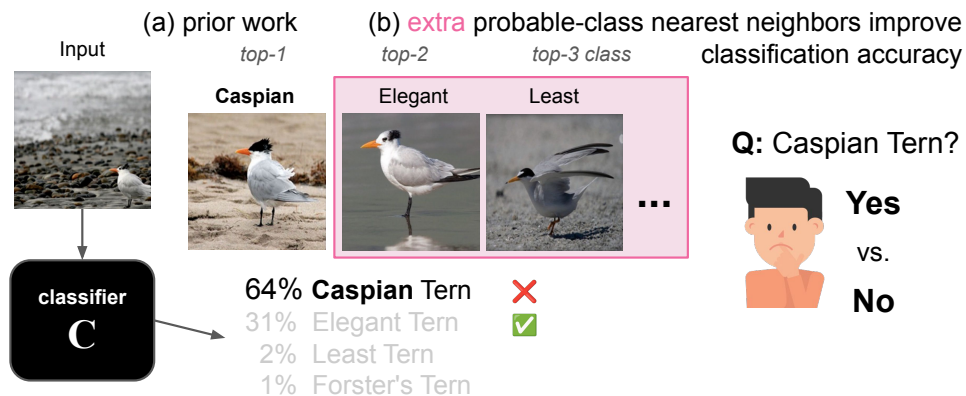 (a) prior work
(b) extra probable-class nearest neighbors improve
classification accuracy
Input
top-1
top-2
top-3 class
Caspian
Elegant
Least
...
Q: Caspian Tern?
Yes
vs.
No
classifier
C
64% Caspian Tern
31% Elegant Tern
2% Least Tern
1% Forster's Tern